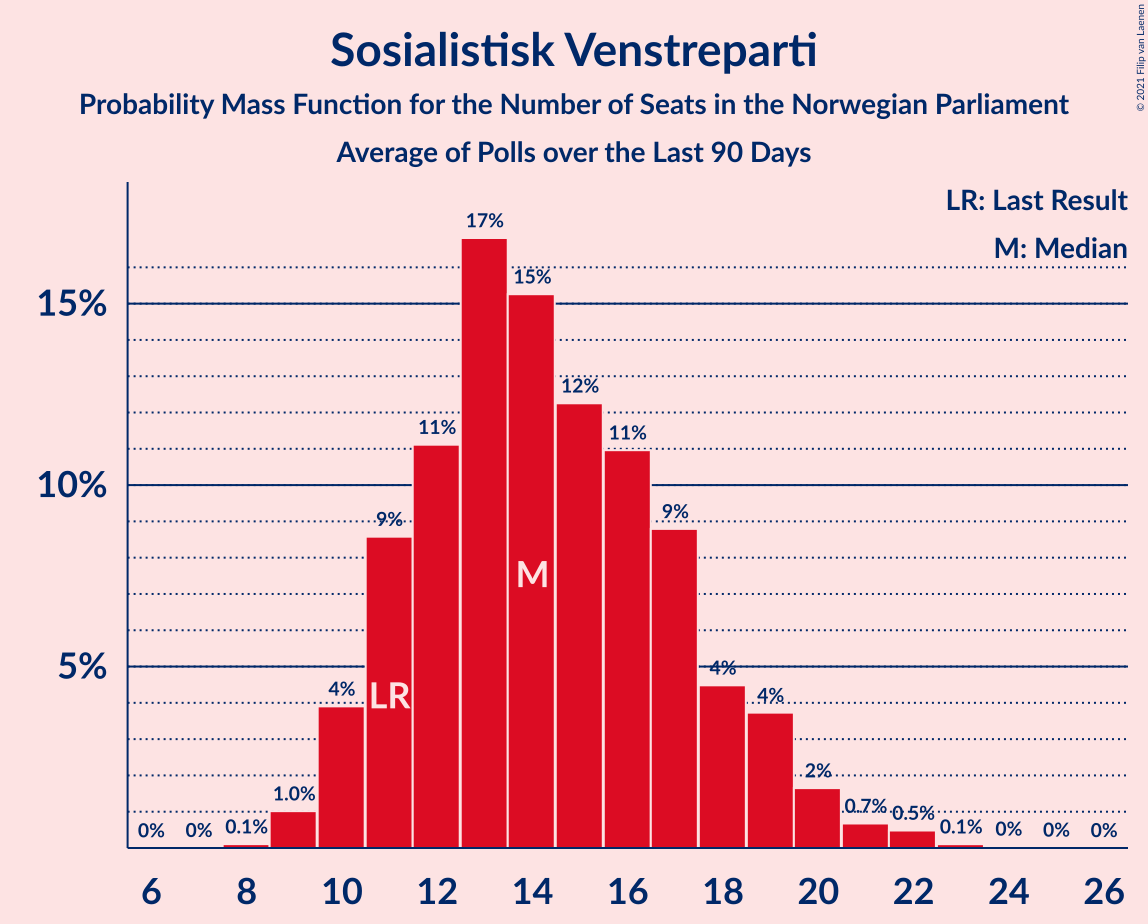 Sosialistisk Venstreparti
Probability Mass Function for the Number of Seats in the Norwegian Parliament
Average of Polls over the Last 90 Days
© 2021 Filip van Laenen
LR: Last Result
M: Median
15%
10%
5%
0%
0%
0.1%
1.0%
4%
9%
11%
17%
15%
12%
11%
9%
4%
4%
2%
0.7%
0.5%
0.1%
0%
0%
0%
LR
M
6 8 10 12 14 16 18 20 22 24 26